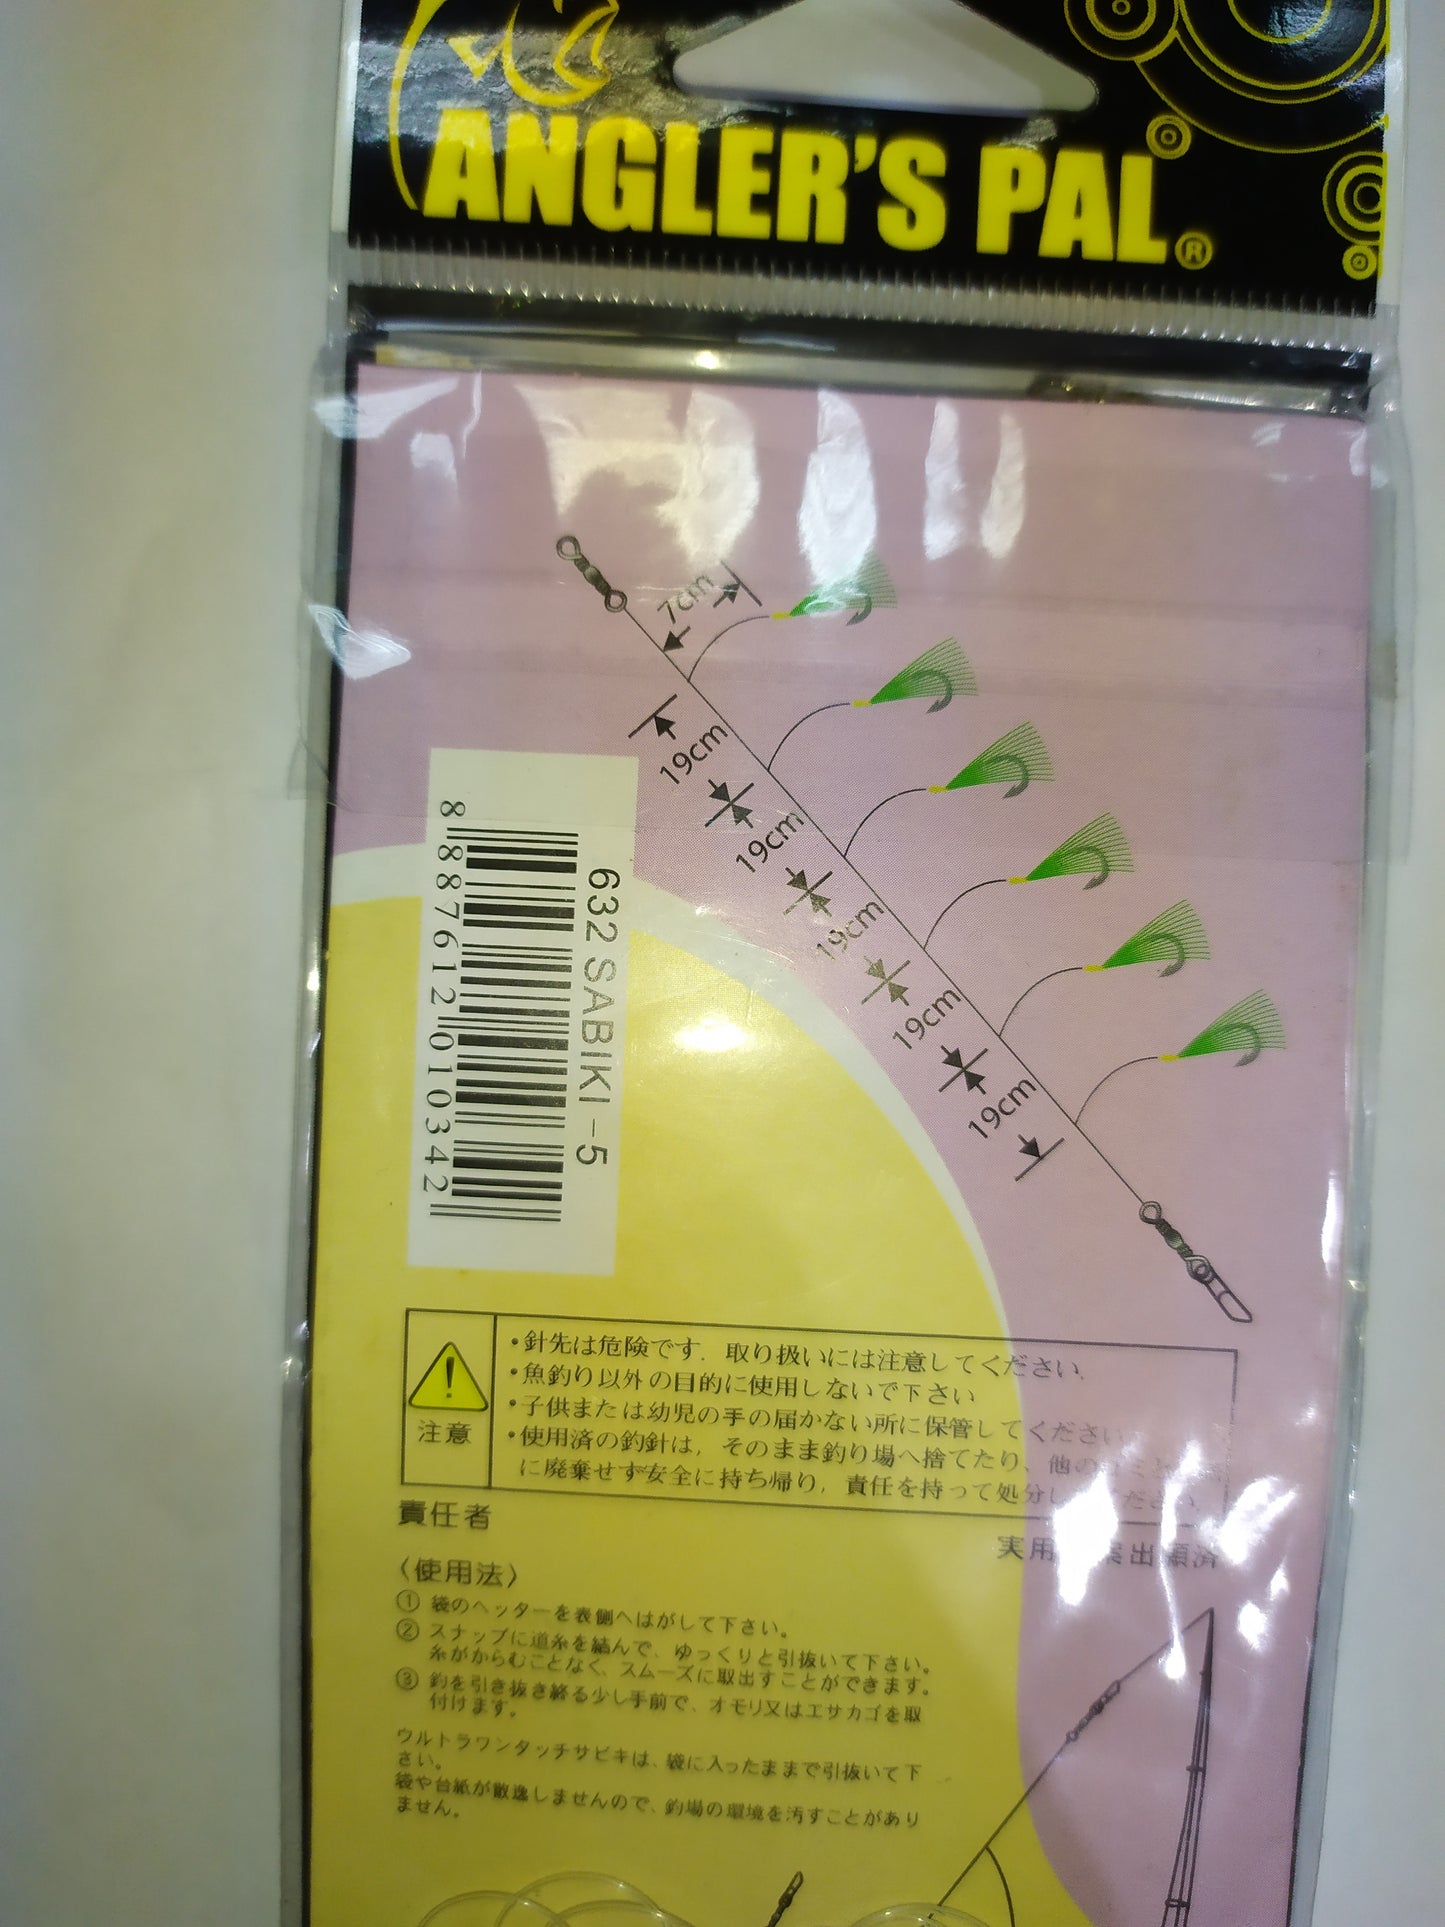 ANGLER'S PAL®
7cm
19cm
19cm
19cm
19cm
19cm
632 SABIKI -5
8 887612 010342
注意
・針先は危険です. 取り扱いには注意してください.
・魚釣り以外の目的に使用しないで下さい
・子供または幼児の手の届かない所に保管してください
・使用済の釣針は, そのまま釣り場へ捨てたり, 他の
に廃棄せず安全に持ち帰り, 責任を持って処分してください.
責任者
実用 案出願済
〈使用法〉
① 袋のヘッターを表側へはがして下さい。
② スナップに道糸を結んで、ゆっくりと引抜いて下さい。
糸がからむことなく、スムーズに取出すことができます。
③ 釣を引き抜き終る少し手前で、オモリ又はエサカゴを取
付けます。
ウルトラワンタッチサビキは、袋に入ったままで引抜いて下
さい。
袋や台紙が散逸しませんので、釣場の環境を汚すことがあり
ません。